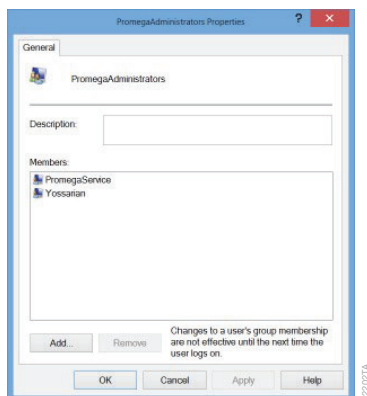 PromegaAdministrators Properties
?
×
General
PromegaAdministrators
Description:
Members:
PromegaService
Yossarian
Changes to a user's group membership
are not effective until the next time the
user logs on.
Add...
Remove
OK
Cancel
Apply
Help